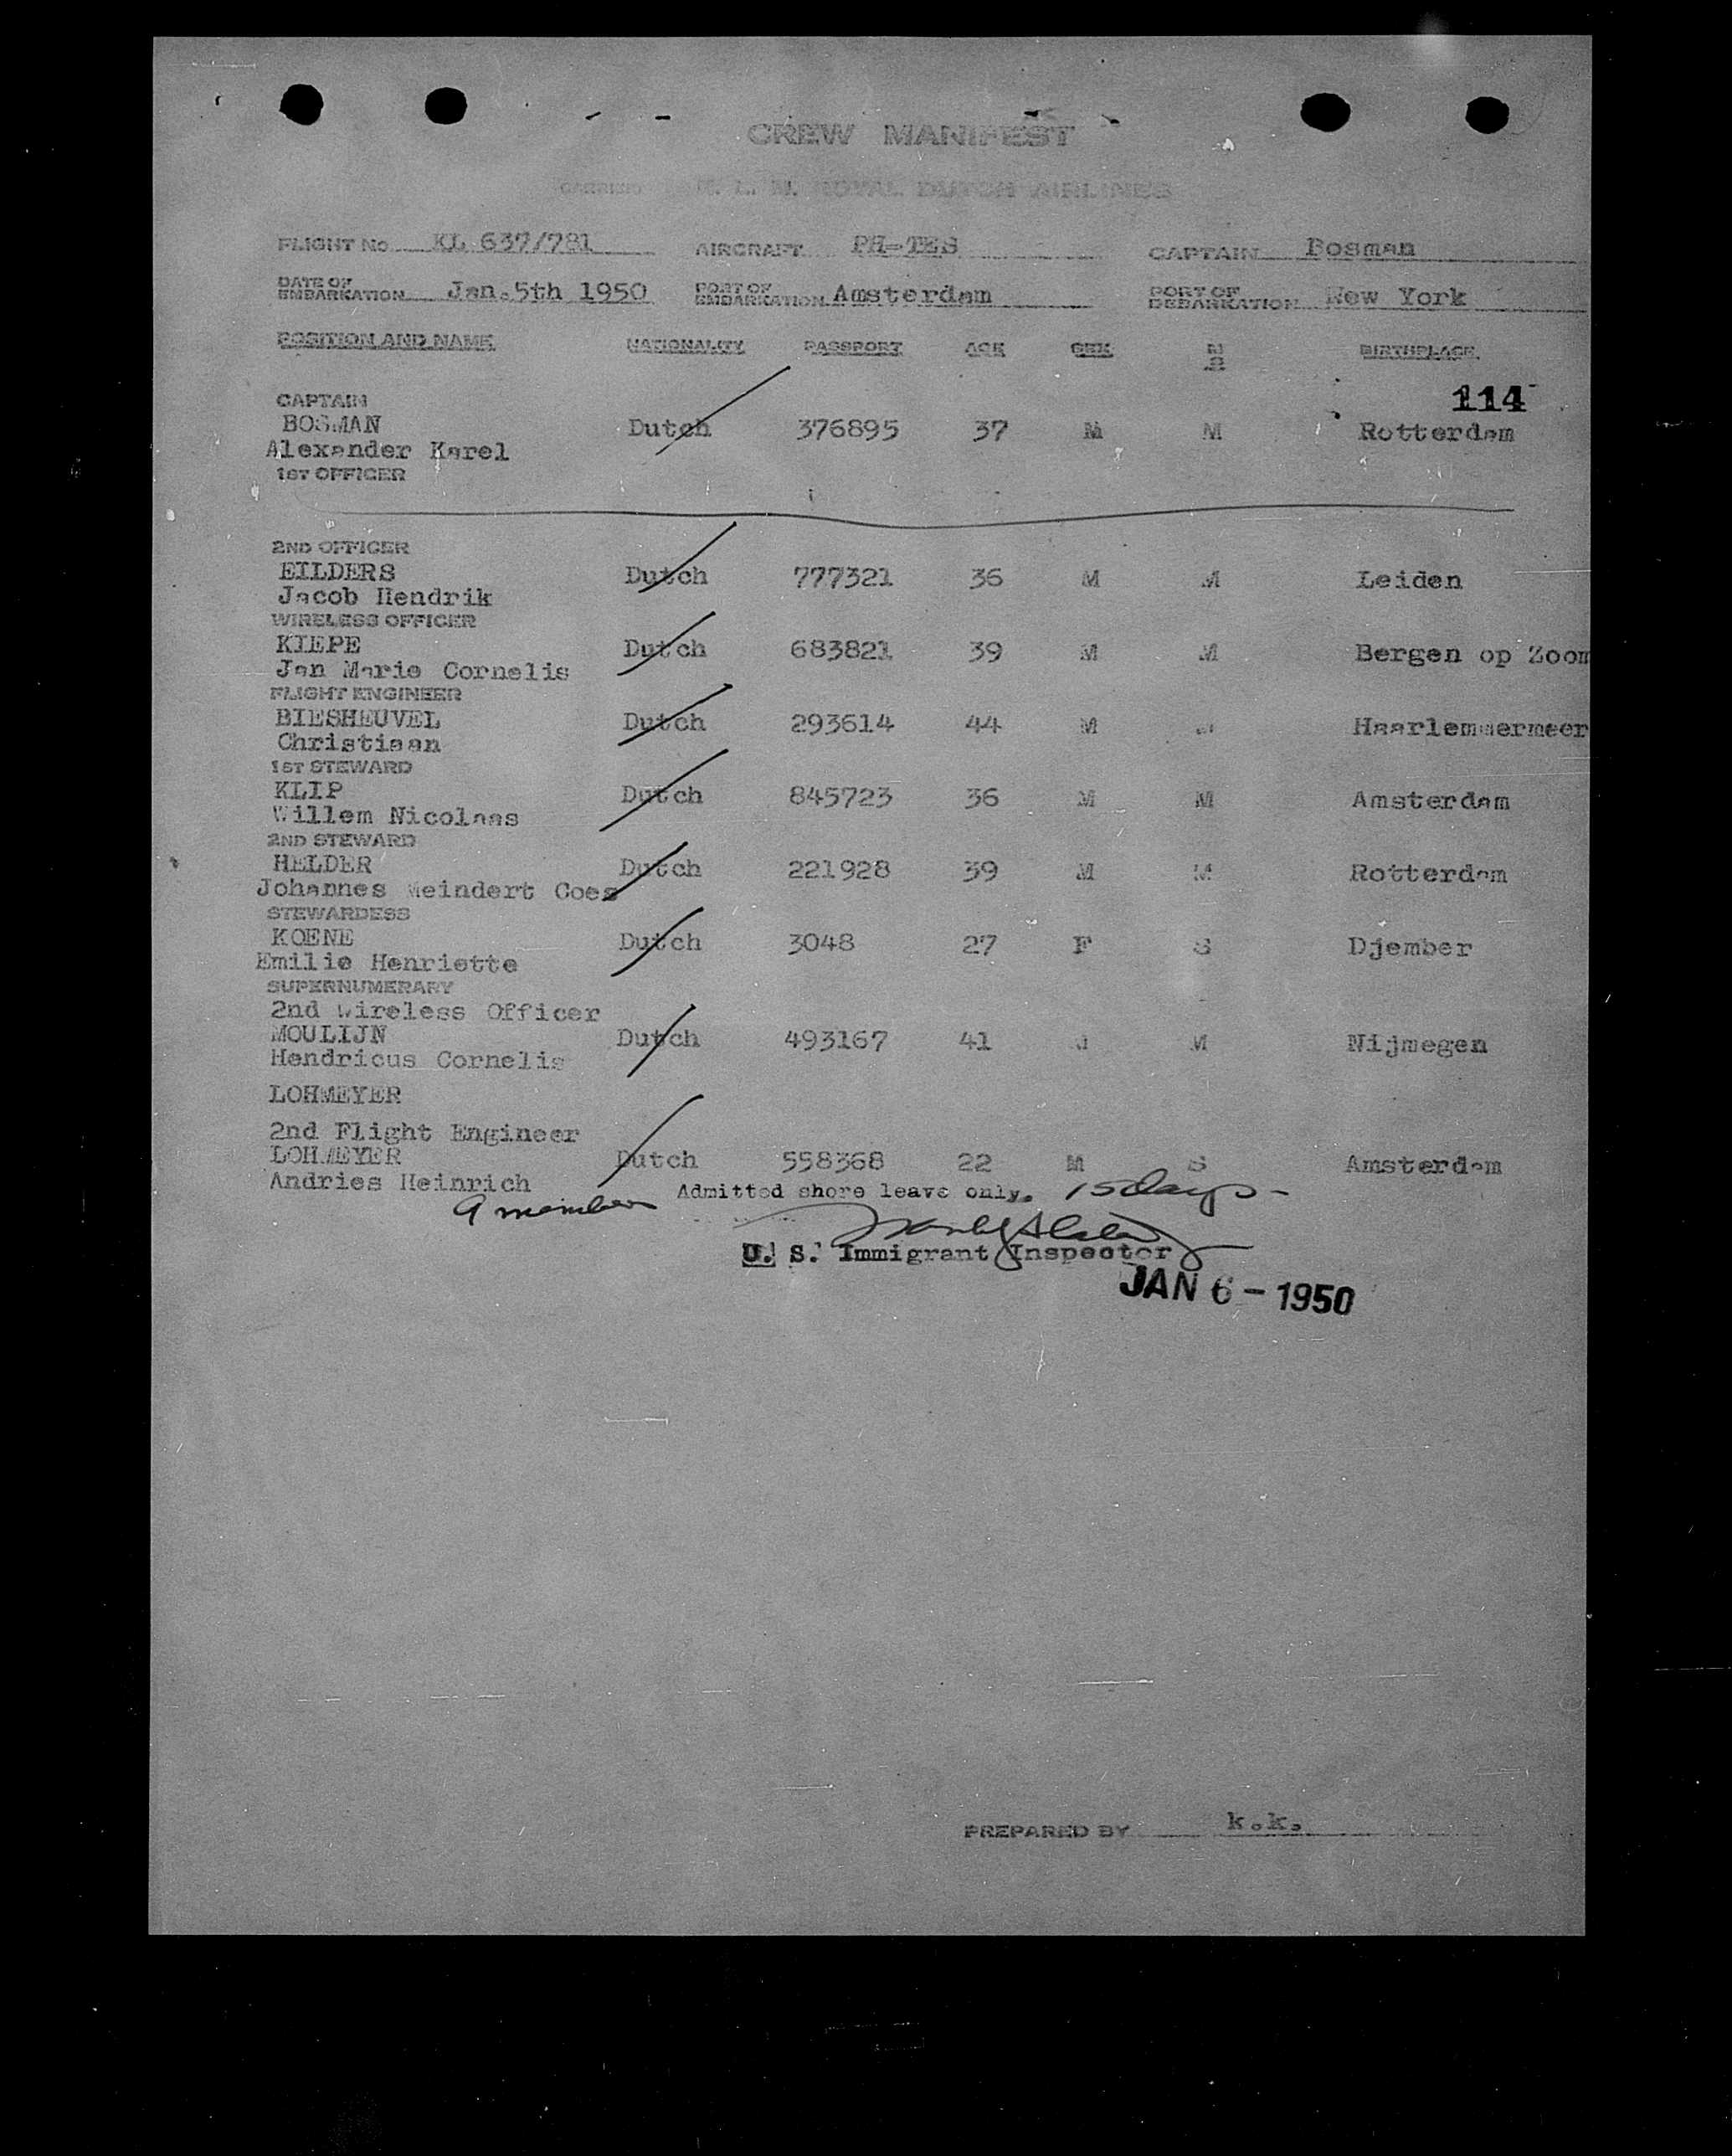 CREW MANIFEST
CARRIER K. L. M. ROYAL DUTCH AIRLINES
FLIGHT No KL 637/781 AIRCRAFT PH-TES CAPTAIN Bosman
DATE OF EMBARKATION Jan.5th 1950 PORT OF EMBARKATION Amsterdam PORT OF DEBARKATION New York
POSITION AND NAME NATIONALITY PASSPORT AGE SEX M S BIRTHPLACE
114
CAPTAIN
BOSMAN Dutch 376895 37 M M Rotterdam
Alexander Karel
1ST OFFICER
2ND OFFICER
EILDERS Dutch 777321 36 M M Leiden
Jacob Hendrik
WIRELESS OFFICER
KIEPE Dutch 683821 39 M M Bergen op Zoom
Jan Marie Cornelis
FLIGHT ENGINEER
BIESHEUVEL Dutch 293614 44 M M Haarlemmermeer
Christiaan
1ST STEWARD
KLIP Dutch 845723 36 M M Amsterdam
Willem Nicolaas
2ND STEWARD
HELDER Dutch 221928 39 M M Rotterdam
Johannes Meindert Coes
STEWARDESS
KOENE Dutch 3048 27 F S Djember
Emilie Henriette
SUPERNUMERARY
2nd Wireless Officer
MOULIJN Dutch 493167 41 M M Nijmegen
Hendricus Cornelis
LOHMEYER
2nd Flight Engineer
LOHMEYER Dutch 558368 22 M S Amsterdam
Andries Heinrich
9 members Admitted shore leave only. 15 days -
U. S. Immigrant Inspector
JAN 6 - 1950
PREPARED BY k.k.